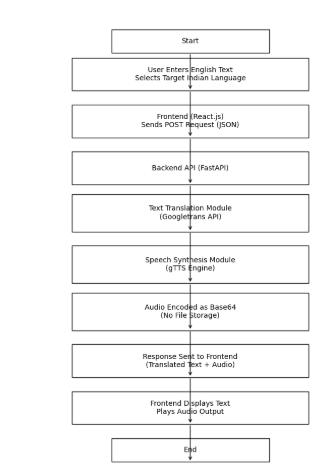 Start
User Enters English Text
Selects Target Indian Language
Frontend (React.js)
Sends POST Request (JSON)
Backend API (FastAPI)
Text Translation Module
(Googletrans API)
Speech Synthesis Module
(gTTS Engine)
Audio Encoded as Base64
(No File Storage)
Response Sent to Frontend
(Translated Text + Audio)
Frontend Displays Text
Plays Audio Output
End